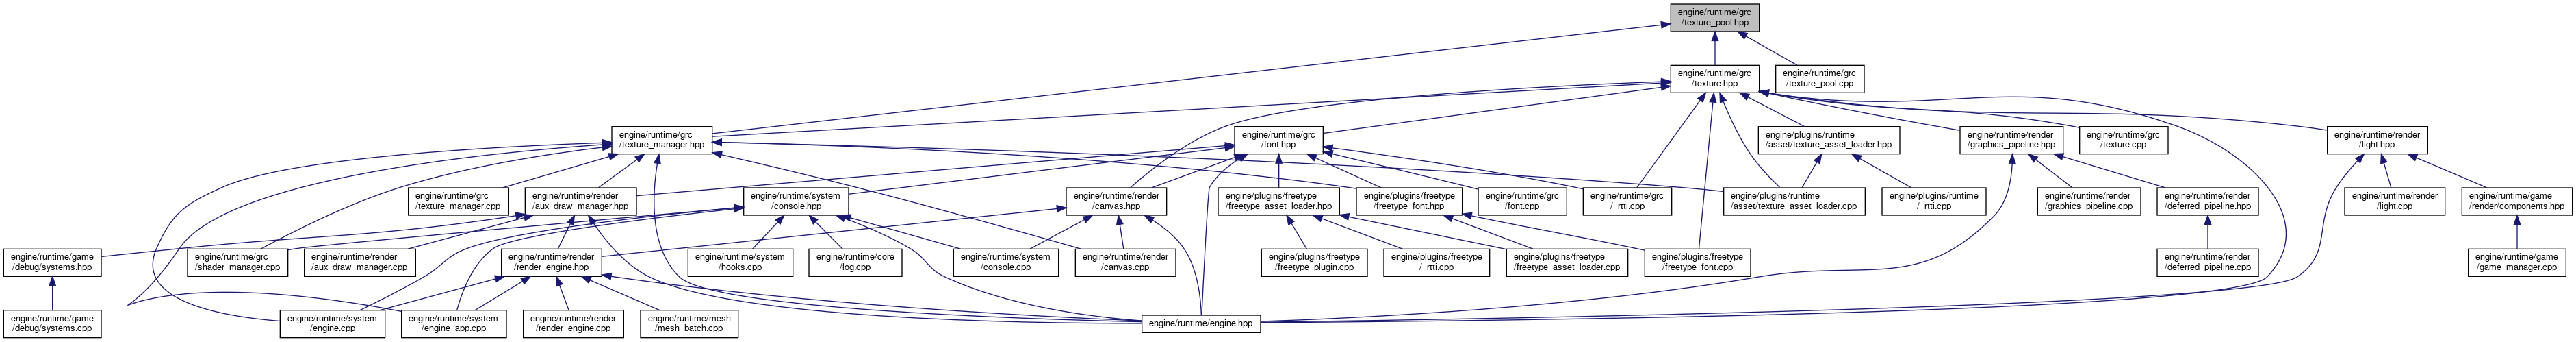 engine/runtime/grc
/texture_pool.hpp
engine/runtime/grc
/texture.hpp
engine/runtime/grc
/texture_pool.cpp
engine/runtime/grc
/texture_manager.hpp
engine/runtime/grc
/font.hpp
engine/plugins/runtime
/asset/texture_asset_loader.hpp
engine/runtime/render
/graphics_pipeline.hpp
engine/runtime/grc
/texture.cpp
engine/runtime/render
/light.hpp
engine/runtime/grc
/texture_manager.cpp
engine/runtime/render
/aux_draw_manager.hpp
engine/runtime/system
/console.hpp
engine/runtime/render
/canvas.hpp
engine/plugins/freetype
/freetype_asset_loader.hpp
engine/plugins/freetype
/freetype_font.hpp
engine/runtime/grc
/font.cpp
engine/runtime/grc
/_rtti.cpp
engine/plugins/runtime
/asset/texture_asset_loader.cpp
engine/plugins/runtime
/_rtti.cpp
engine/runtime/render
/graphics_pipeline.cpp
engine/runtime/render
/deferred_pipeline.hpp
engine/runtime/render
/light.cpp
engine/runtime/game
/render/components.hpp
engine/runtime/game
/debug/systems.hpp
engine/runtime/grc
/shader_manager.cpp
engine/runtime/render
/aux_draw_manager.cpp
engine/runtime/render
/render_engine.hpp
engine/runtime/system
/hooks.cpp
engine/runtime/core
/log.cpp
engine/runtime/system
/console.cpp
engine/runtime/render
/canvas.cpp
engine/plugins/freetype
/freetype_plugin.cpp
engine/plugins/freetype
/_rtti.cpp
engine/plugins/freetype
/freetype_asset_loader.cpp
engine/plugins/freetype
/freetype_font.cpp
engine/runtime/render
/deferred_pipeline.cpp
engine/runtime/game
/game_manager.cpp
engine/runtime/game
/debug/systems.cpp
engine/runtime/system
/engine.cpp
engine/runtime/system
/engine_app.cpp
engine/runtime/render
/render_engine.cpp
engine/runtime/mesh
/mesh_batch.cpp
engine/runtime/engine.hpp